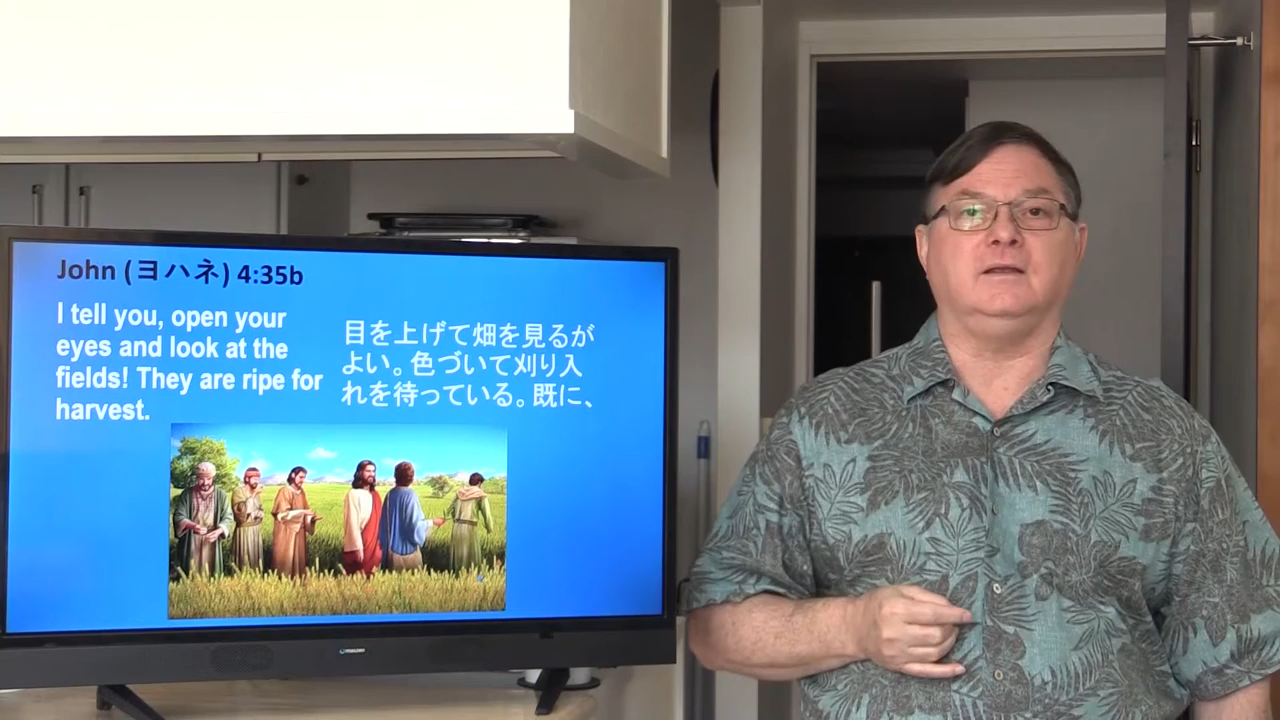 John (ヨハネ) 4:35b
I tell you, open your
eyes and look at the
fields! They are ripe for
harvest.
目を上げて畑を見るが
よい。色づいて刈り入
れを待っている。既に、